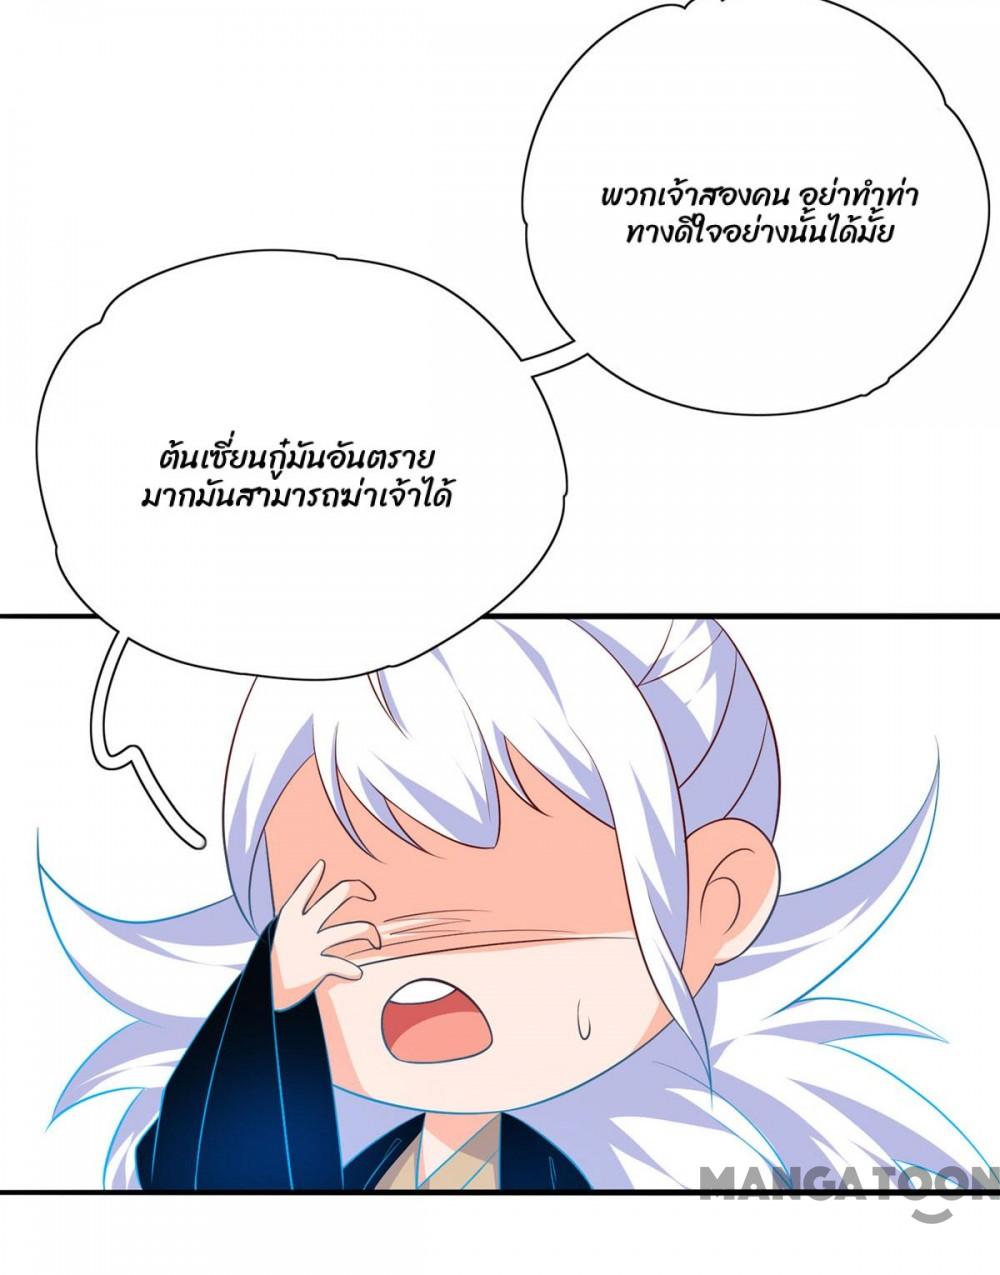 พวกเจ้าสองคน อย่าทำท่า
ทางดีใจอย่างนั้นได้มั้ย
ต้นเซี่ยนกู๋มันอันตราย
มากมันสามารถฆ่าเจ้าได้
MANGATOON